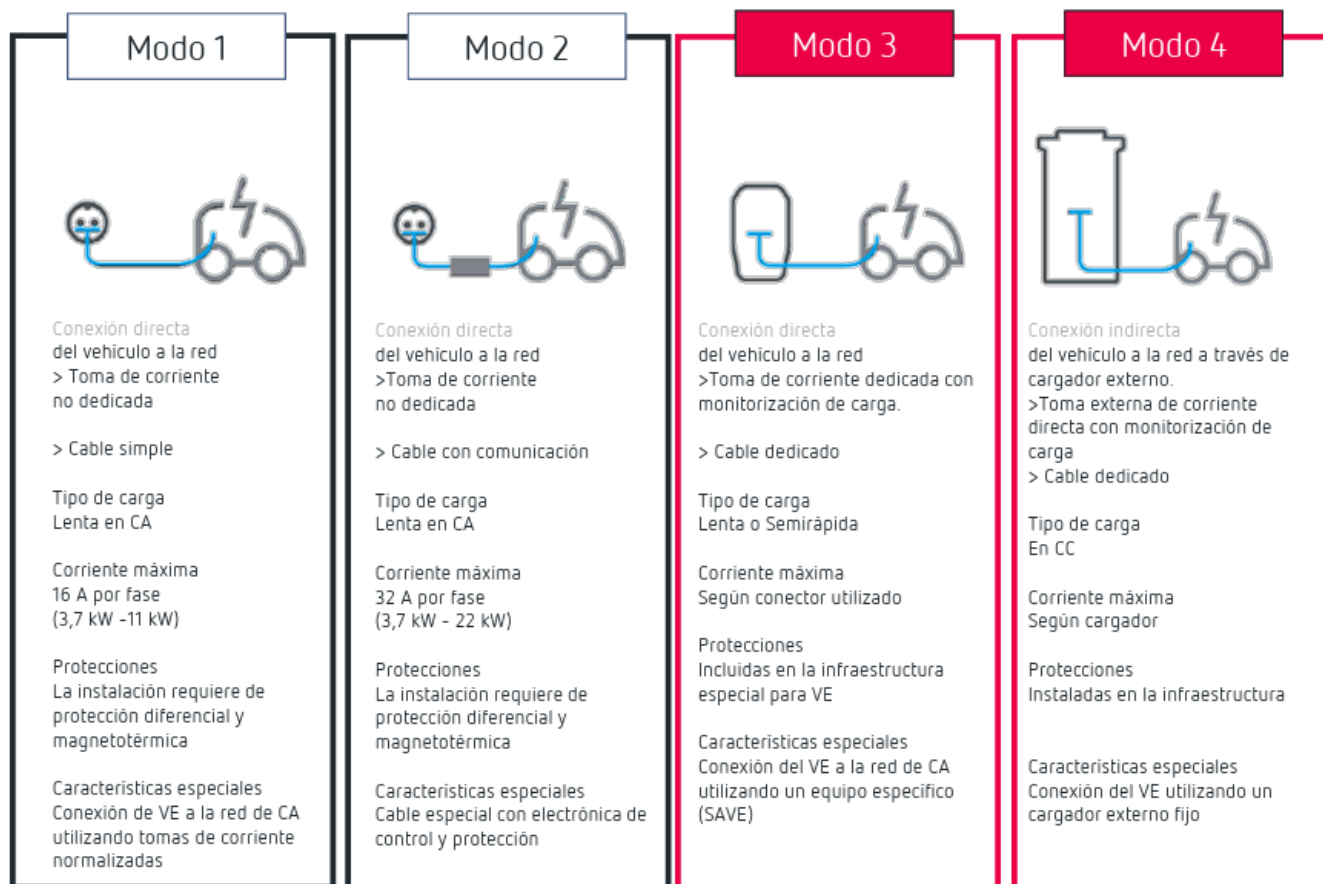 Modo 1
Conexión directa
del vehículo a la red
> Toma de corriente
no dedicada
> Cable simple
Tipo de carga
Lenta en CA
Corriente máxima
16 A por fase
(3,7 kW -11 kW)
Protecciones
La instalación requiere de
protección diferencial y
magnetotérmica
Características especiales
Conexión de VE a la red de CA
utilizando tomas de corriente
normalizadas
Modo 2
Conexión directa
del vehículo a la red
>Toma de corriente
no dedicada
> Cable con comunicación
Tipo de carga
Lenta en CA
Corriente máxima
32 A por fase
(3,7 kW - 22 kW)
Protecciones
La instalación requiere de
protección diferencial y
magnetotérmica
Características especiales
Cable especial con electrónica de
control y protección
Modo 3
Conexión directa
del vehículo a la red
>Toma de corriente dedicada con
monitorización de carga.
> Cable dedicado
Tipo de carga
Lenta o Semirápida
Corriente máxima
Según conector utilizado
Protecciones
Incluidas en la infraestructura
especial para VE
Características especiales
Conexión del VE a la red de CA
utilizando un equipo específico
(SAVE)
Modo 4
Conexión indirecta
del vehículo a la red a través de
cargador externo.
>Toma externa de corriente
directa con monitorización de
carga
> Cable dedicado
Tipo de carga
En CC
Corriente máxima
Según cargador
Protecciones
Instaladas en la infraestructura
Características especiales
Conexión del VE utilizando un
cargador externo fijo